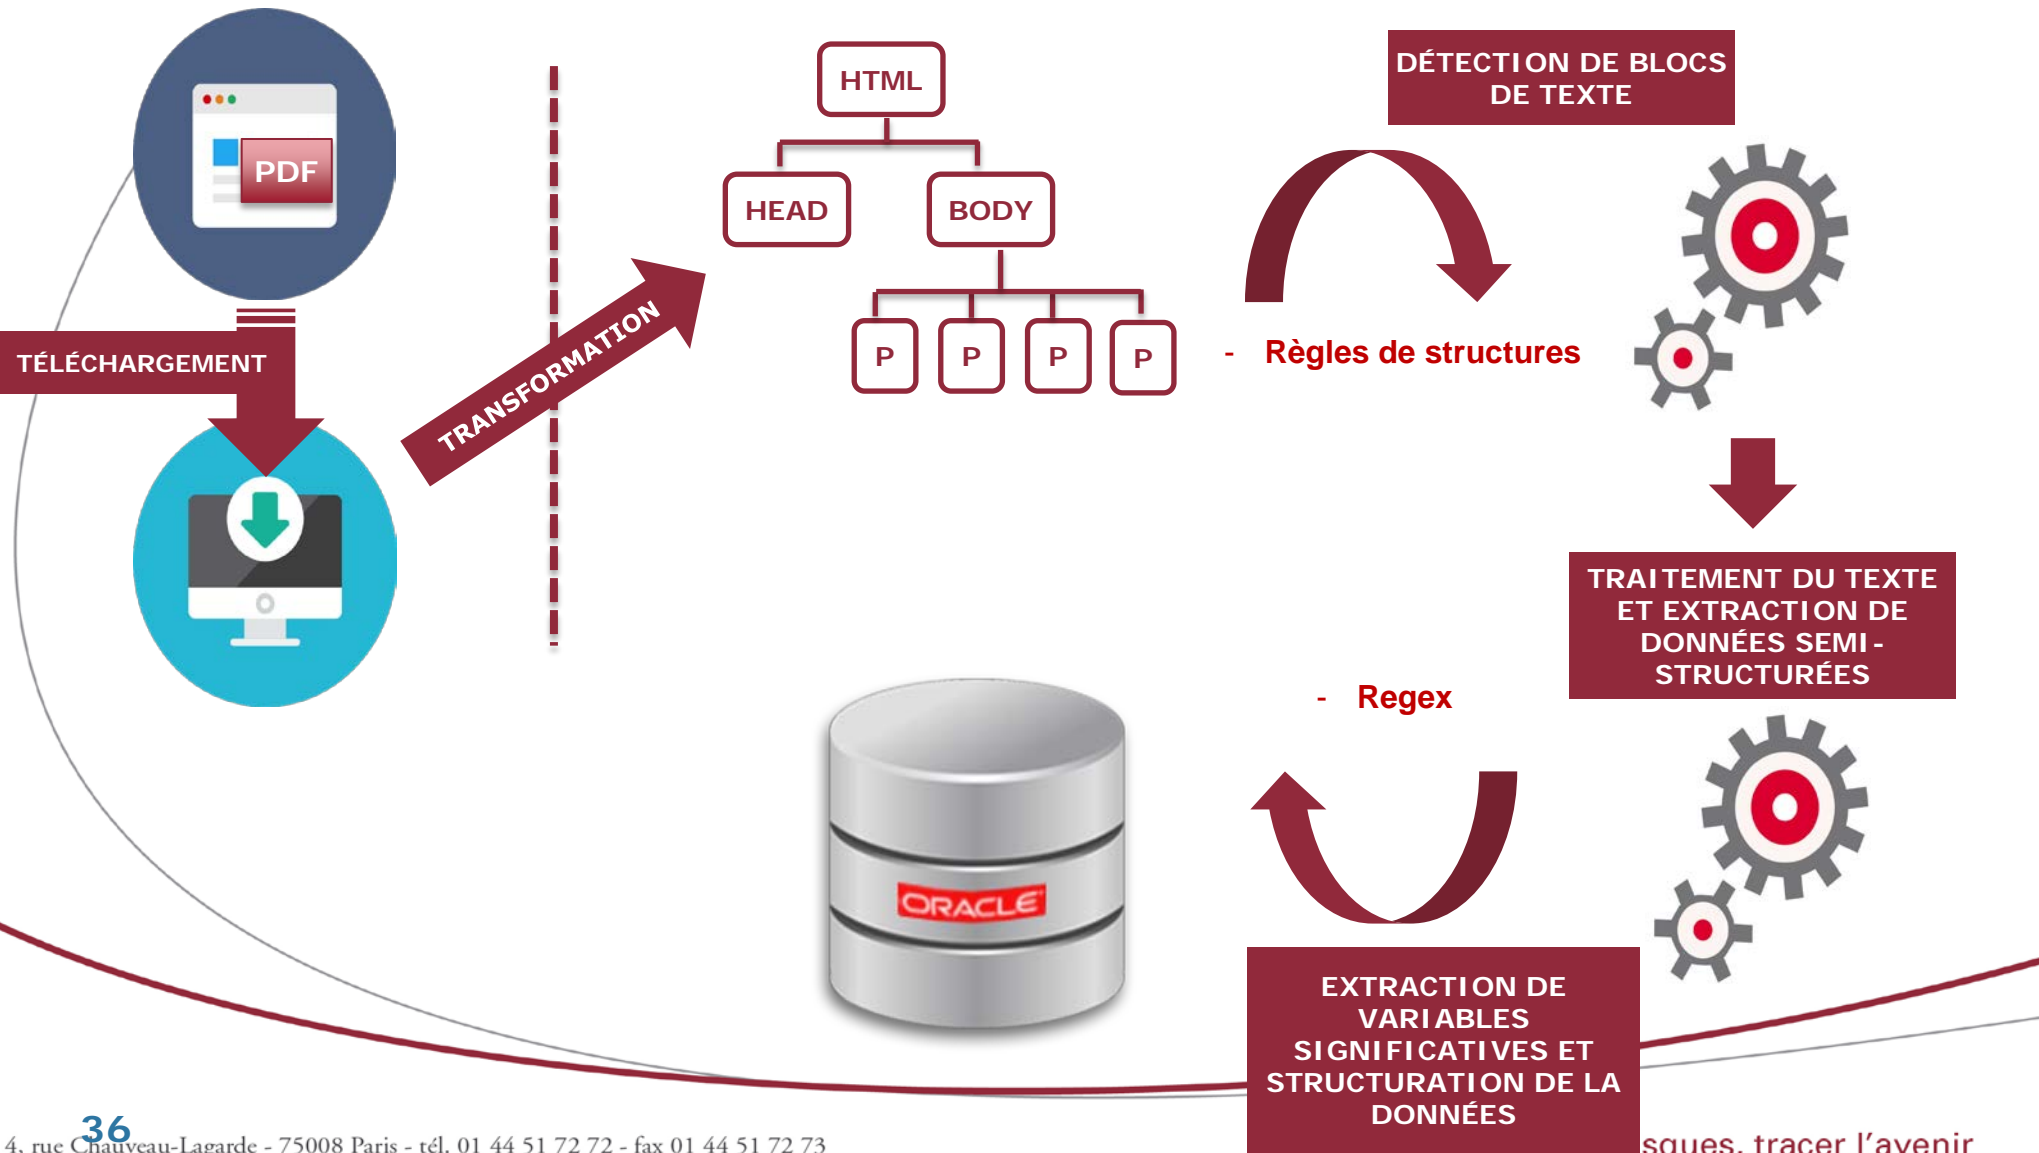 PDF
TÉLÉCHARGEMENT
TRANSFORMATION
HTML
HEAD
BODY
P
P
P
P
DÉTECTION DE BLOCS
DE TEXTE
- Règles de structures
TRAITEMENT DU TEXTE
ET EXTRACTION DE
DONNÉES SEMI-
STRUCTURÉES
- Regex
ORACLE
EXTRACTION DE
VARIABLES
SIGNIFICATIVES ET
STRUCTURATION DE LA
DONNÉES
36
4, rue Chauveau-Lagarde - 75008 Paris - tél. 01 44 51 72 72 - fax 01 44 51 72 73
sques, tracer l'avenir